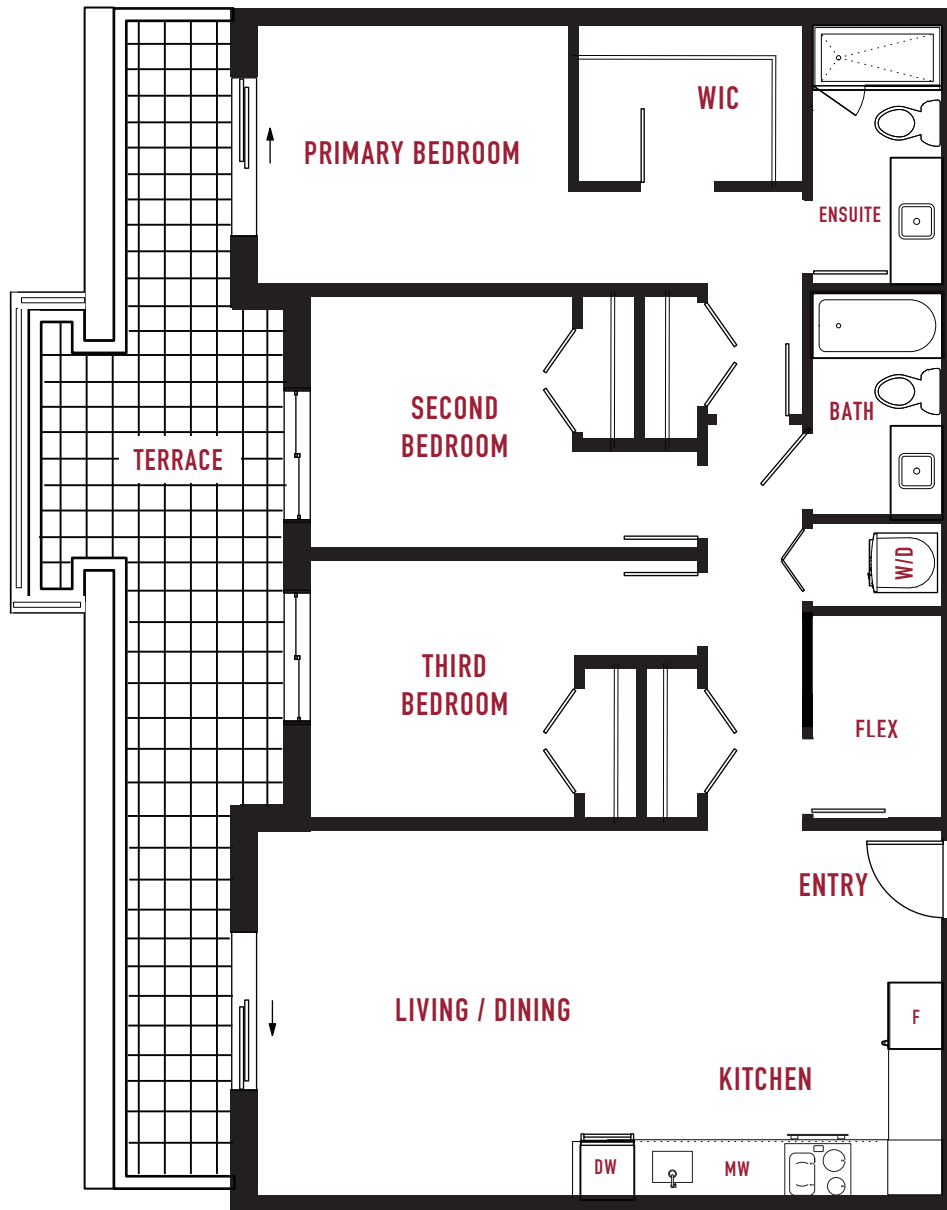 WIC
PRIMARY BEDROOM
ENSUITE
SECOND
BEDROOM
BATH
TERRACE
W/D
THIRD
BEDROOM
FLEX
ENTRY
LIVING / DINING
F
KITCHEN
DW
MW